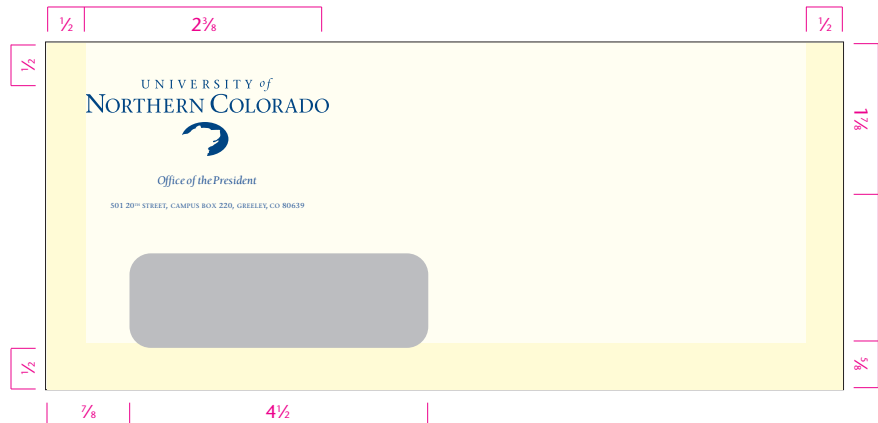 ½ 2⅜ ½
½
UNIVERSITY of
NORTHERN COLORADO
1⅞
Office of the President
501 20TH STREET, CAMPUS BOX 220, GREELEY, CO 80639
½
⅝
⅞ 4½